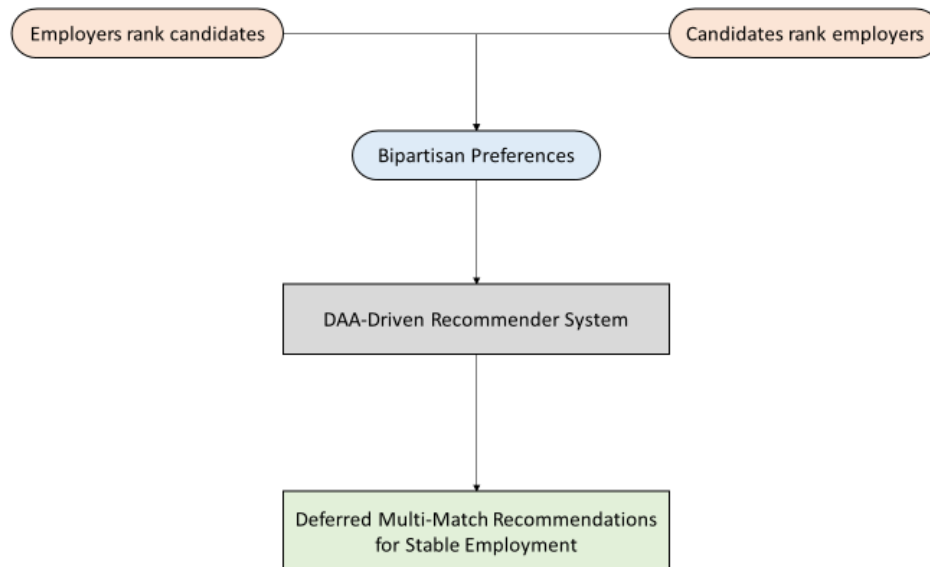 Employers rank candidates
Candidates rank employers
Bipartisan Preferences
DAA-Driven Recommender System
Deferred Multi-Match Recommendations
for Stable Employment